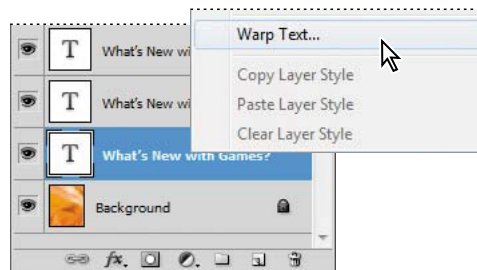 Warp Text...
Copy Layer Style
Paste Layer Style
Clear Layer Style
T What's New wi
T What's New wi
T What's New with Games?
Background
fx.